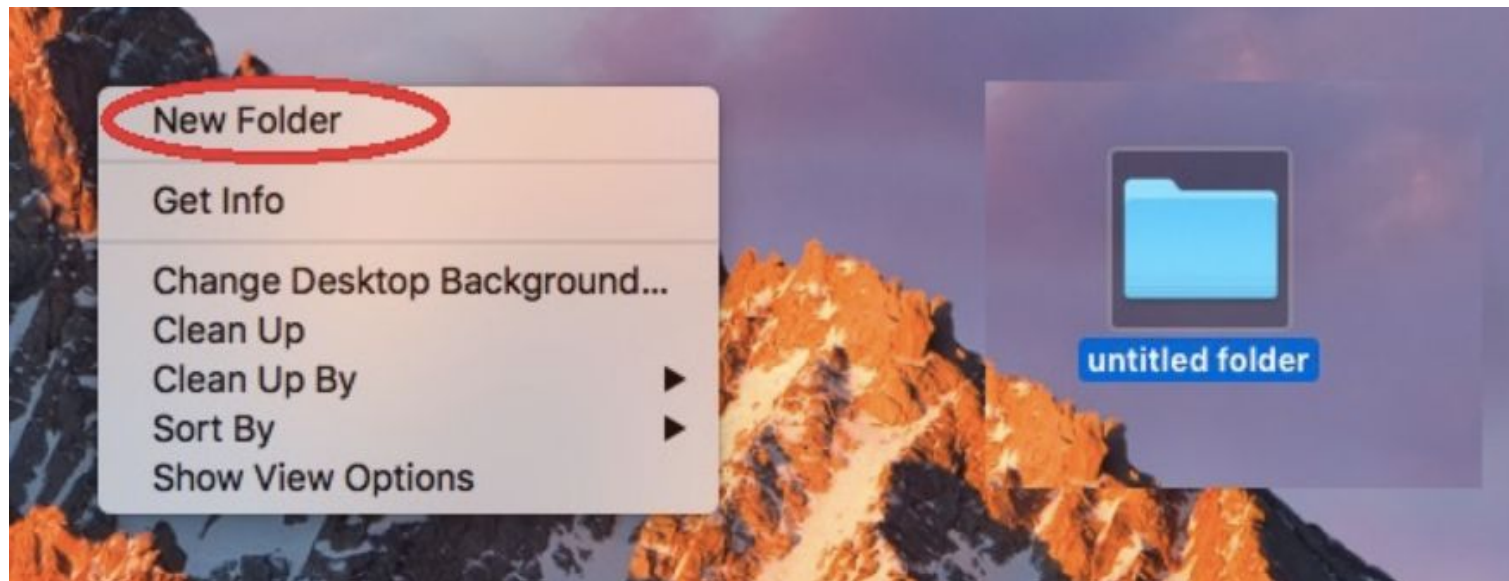 New Folder
Get Info
Change Desktop Background...
Clean Up
Clean Up By
Sort By
Show View Options
untitled folder